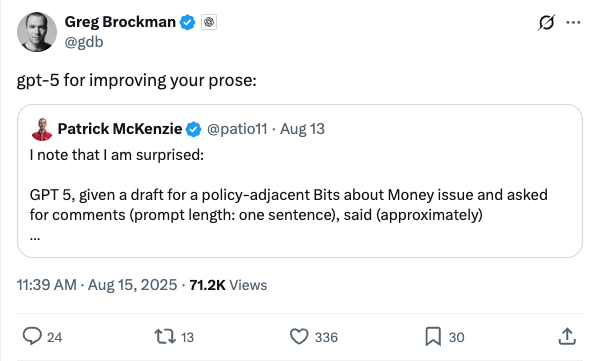 Greg Brockman
@gdb
gpt-5 for improving your prose:
Patrick McKenzie @patio11 · Aug 13
I note that I am surprised:
GPT 5, given a draft for a policy-adjacent Bits about Money issue and asked
for comments (prompt length: one sentence), said (approximately)
...
11:39 AM · Aug 15, 2025 · 71.2K Views
24 13 336 30